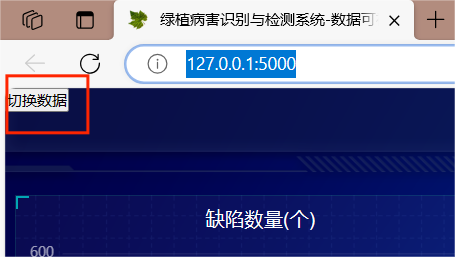 绿植病害识别与检测系统-数据可
127.0.0.1:5000
切换数据
缺陷数量(个)
600